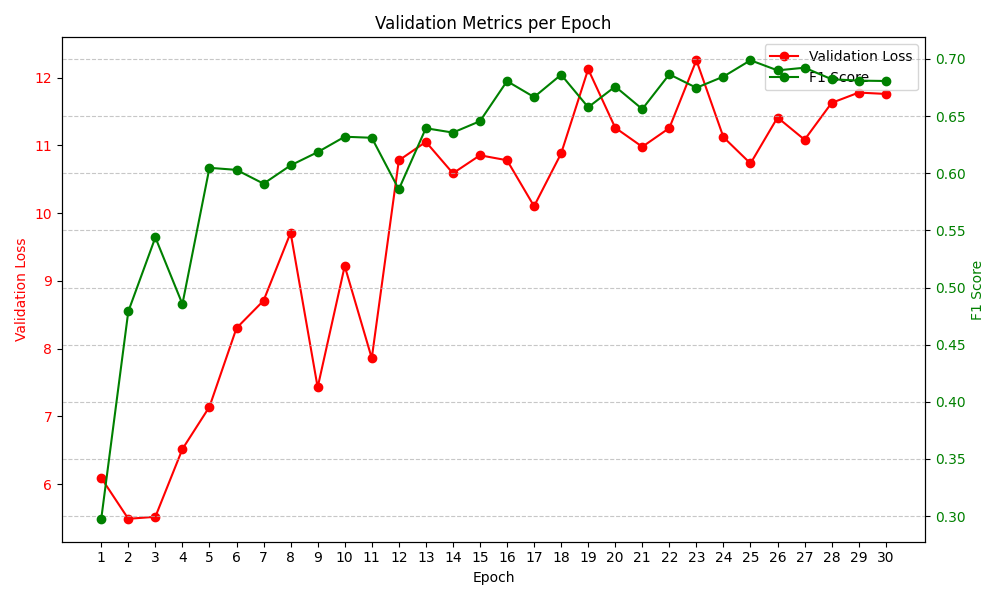 Validation Metrics per Epoch
Validation Loss
F1 Score
12
11
10
9
8
7
6
Validation Loss
0.70
0.65
0.60
0.55
0.50
0.45
0.40
0.35
0.30
F1 Score
1 2 3 4 5 6 7 8 9 10 11 12 13 14 15 16 17 18 19 20 21 22 23 24 25 26 27 28 29 30
Epoch